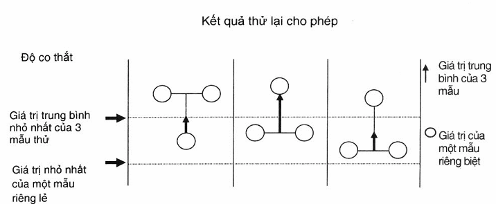 Kết quả thử lại cho phép
Độ co thắt
Giá trị trung bình
nhỏ nhất của 3
mẫu thử
Giá trị nhỏ nhất
của một mẫu
riêng lẻ
Giá trị trung
bình của 3
mẫu
Giá trị của
một mẫu
riêng biệt